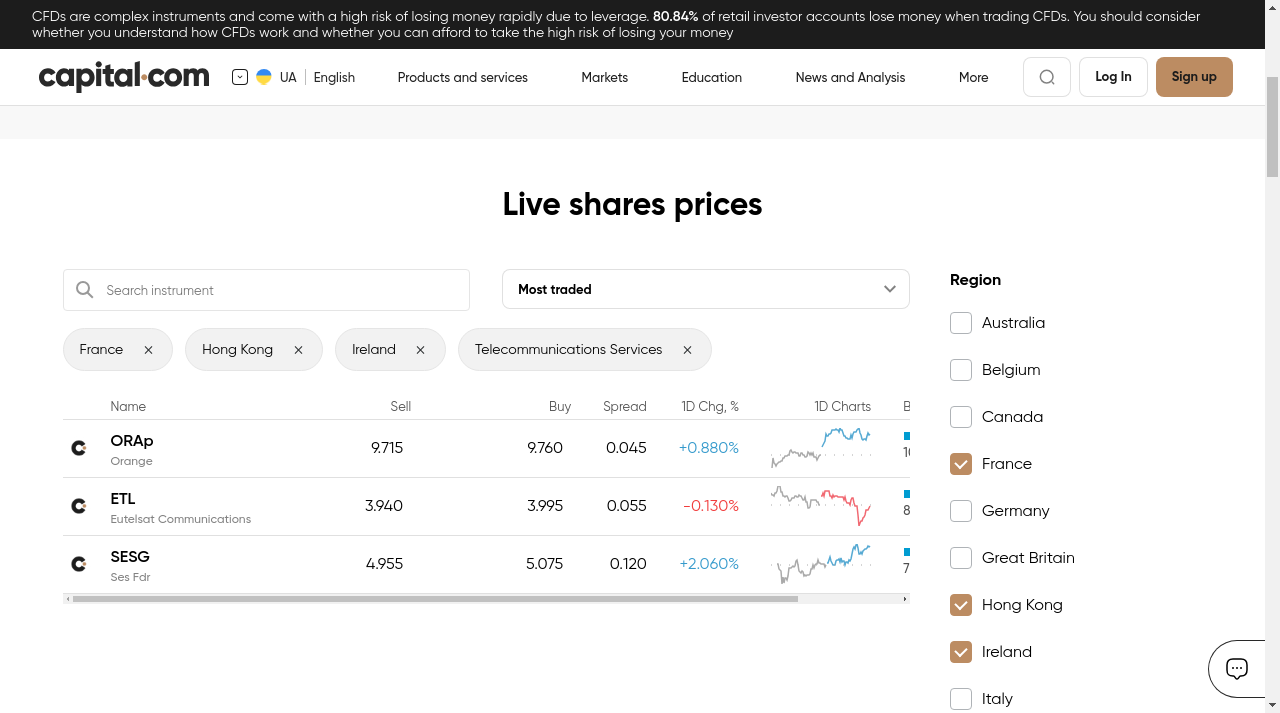 CFDs are complex instruments and come with a high risk of losing money rapidly due to leverage. 80.84% of retail investor accounts lose money when trading CFDs. You should consider
whether you understand how CFDs work and whether you can afford to take the high risk of losing your money
capital.com
UA
English
Products and services
Markets
Education
News and Analysis
More
Log In
Sign up
Live shares prices
Search instrument
Most traded
France
Hong Kong
Ireland
Telecommunications Services
Name Sell Buy Spread 1D Chg, % 1D Charts
ORAp 9.715 9.760 0.045 +0.880%
Orange
ETL 3.940 3.995 0.055 -0.130%
Eutelsat Communications
SESG 4.955 5.075 0.120 +2.060%
Ses Fdr
Region
Australia
Belgium
Canada
France
Germany
Great Britain
Hong Kong
Ireland
Italy